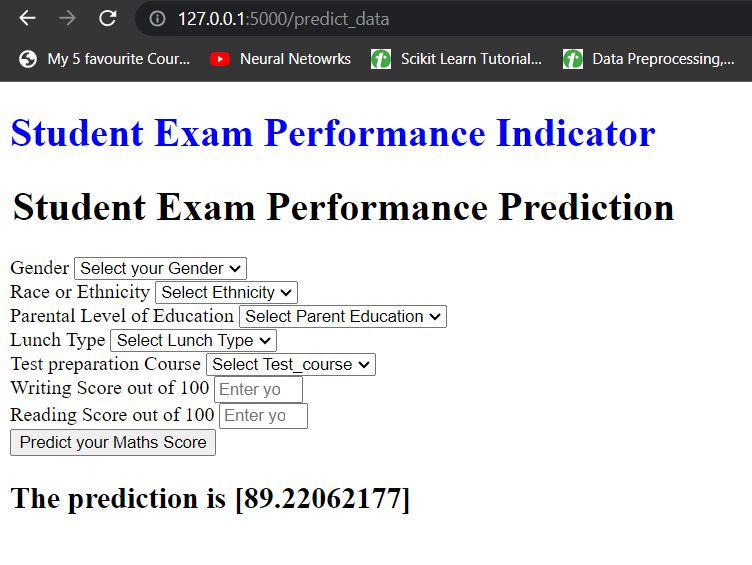 127.0.0.1:5000/predict_data
My 5 favourite Cour... Neural Netowrks Scikit Learn Tutorial... Data Preprocessing,...
Student Exam Performance Indicator
Student Exam Performance Prediction
Gender Select your Gender
Race or Ethnicity Select Ethnicity
Parental Level of Education Select Parent Education
Lunch Type Select Lunch Type
Test preparation Course Select Test_course
Writing Score out of 100 Enter yo
Reading Score out of 100 Enter yo
Predict your Maths Score
The prediction is [89.22062177]